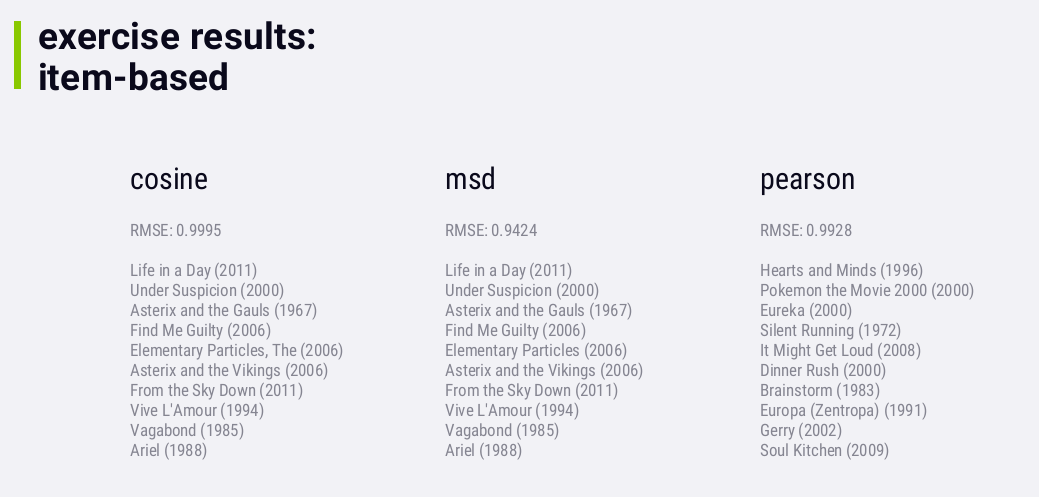 exercise results:
item-based
cosine
RMSE: 0.9995
Life in a Day (2011)
Under Suspicion (2000)
Asterix and the Gauls (1967)
Find Me Guilty (2006)
Elementary Particles, The (2006)
Asterix and the Vikings (2006)
From the Sky Down (2011)
Vive L'Amour (1994)
Vagabond (1985)
Ariel (1988)
msd
RMSE: 0.9424
Life in a Day (2011)
Under Suspicion (2000)
Asterix and the Gauls (1967)
Find Me Guilty (2006)
Elementary Particles (2006)
Asterix and the Vikings (2006)
From the Sky Down (2011)
Vive L'Amour (1994)
Vagabond (1985)
Ariel (1988)
pearson
RMSE: 0.9928
Hearts and Minds (1996)
Pokemon the Movie 2000 (2000)
Eureka (2000)
Silent Running (1972)
It Might Get Loud (2008)
Dinner Rush (2000)
Brainstorm (1983)
Europa (Zentropa) (1991)
Gerry (2002)
Soul Kitchen (2009)